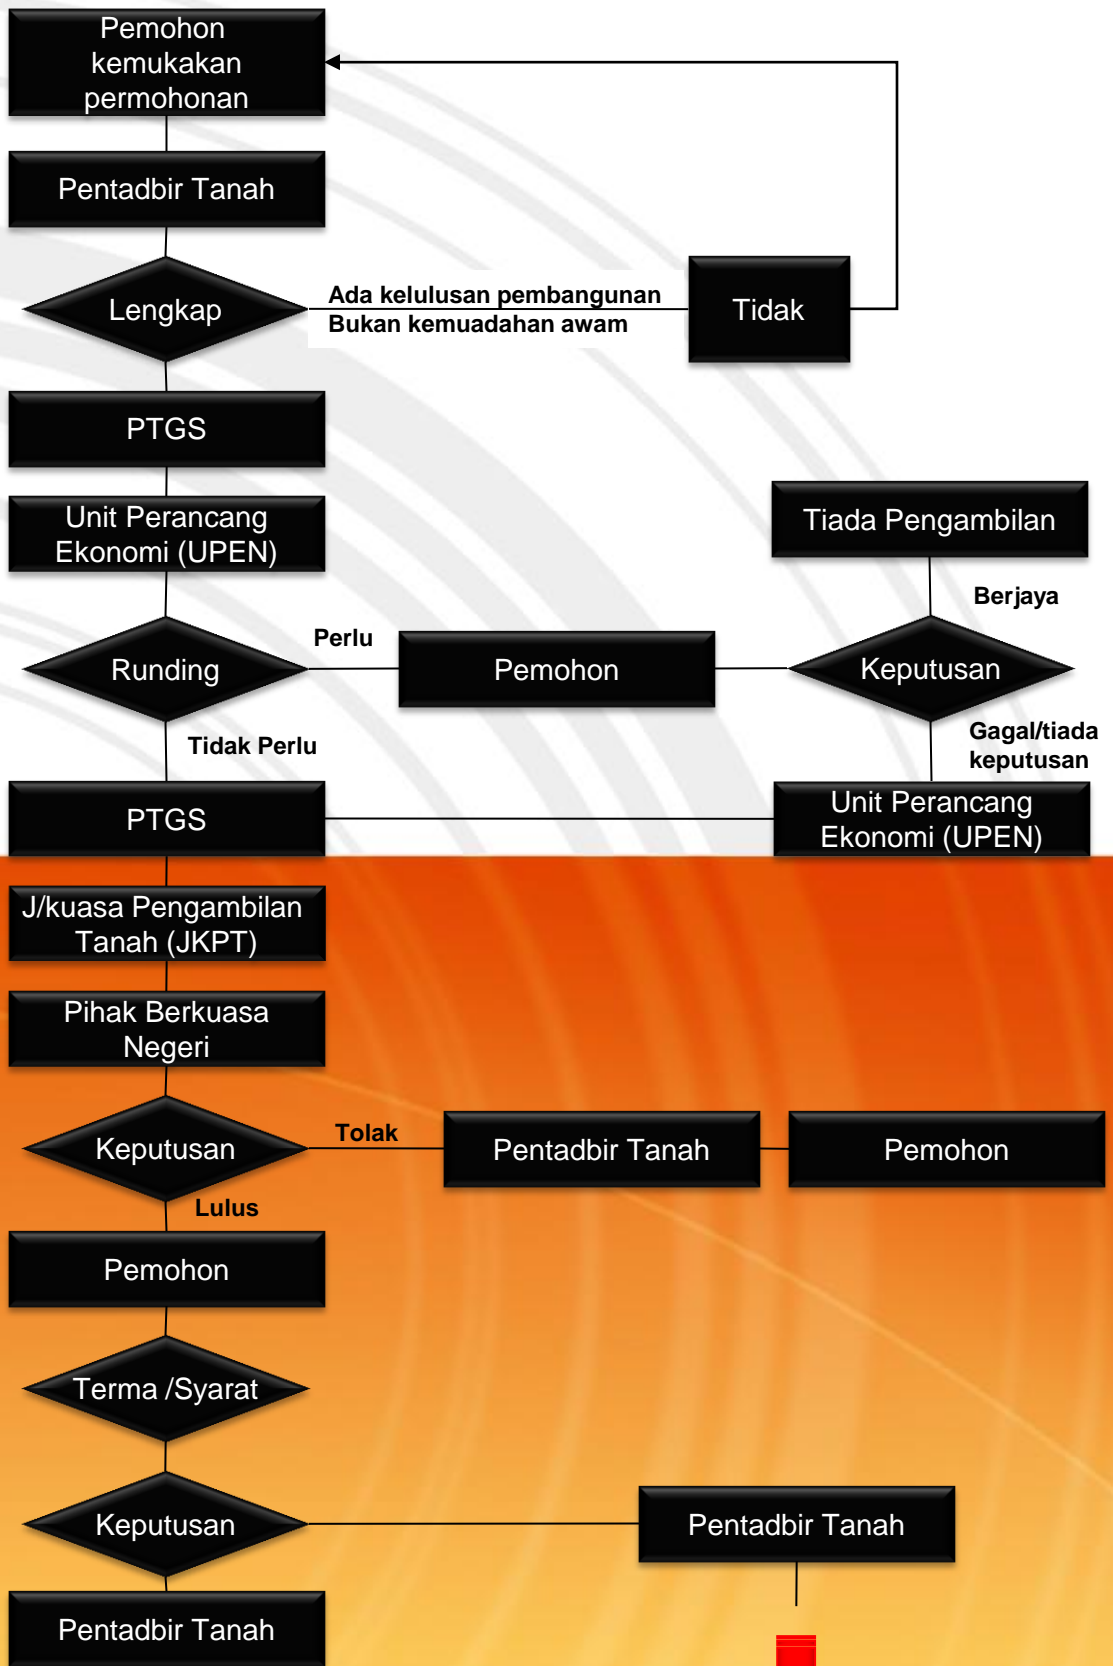 Pemohon
kemukakan
permohonan
Pentadbir Tanah
Lengkap
Ada kelulusan pembangunan
Bukan kemuadahan awam
Tidak
PTGS
Unit Perancang
Ekonomi (UPEN)
Tiada Pengambilan
Berjaya
Runding
Perlu
Pemohon
Keputusan
Tidak Perlu
Gagal/tiada
keputusan
PTGS
Unit Perancang
Ekonomi (UPEN)
J/kuasa Pengambilan
Tanah (JKPT)
Pihak Berkuasa
Negeri
Keputusan
Tolak
Pentadbir Tanah
Pemohon
Lulus
Pemohon
Terma /Syarat
Keputusan
Pentadbir Tanah
Pentadbir Tanah